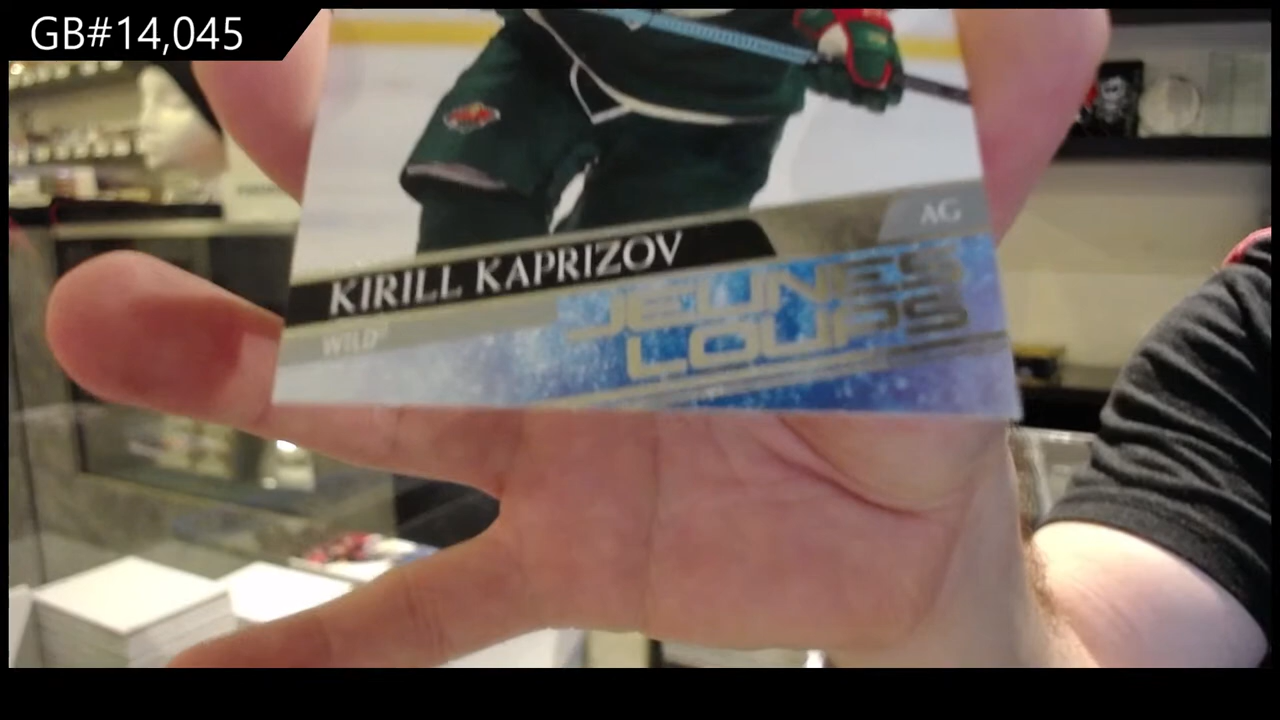 GB#14,045
AG
KIRILL KAPRIZOV
WILD
JEUNES
LOUPS